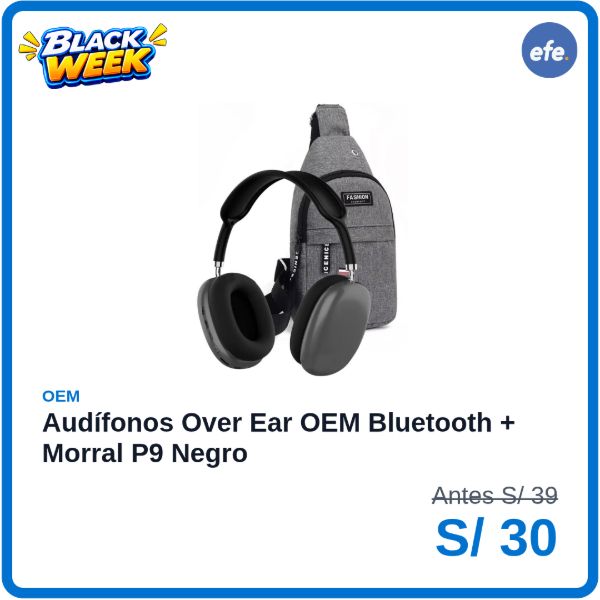 BLACK
WEEK
efe.
FASHION
OEM
Audífonos Over Ear OEM Bluetooth +
Morral P9 Negro
Antes S/ 39
S/ 30